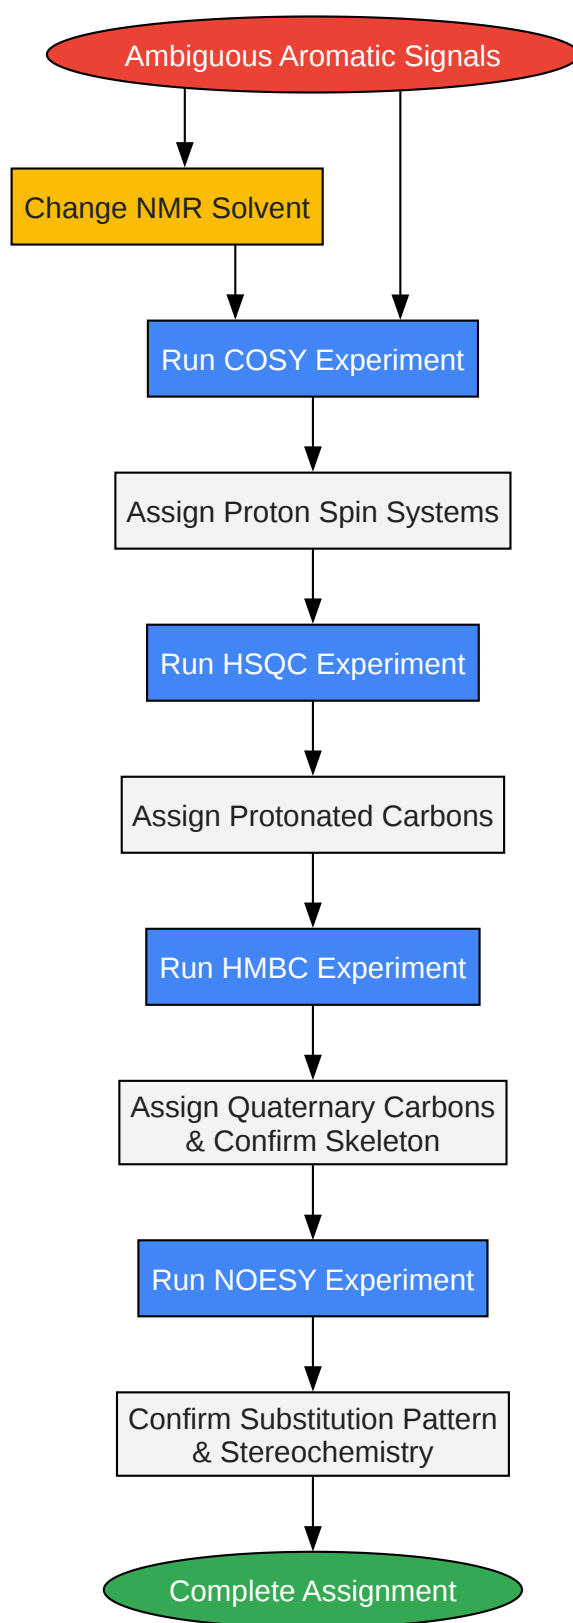 Ambiguous Aromatic Signals
Change NMR Solvent
Run COSY Experiment
Assign Proton Spin Systems
Run HSQC Experiment
Assign Protonated Carbons
Run HMBC Experiment
Assign Quaternary Carbons
& Confirm Skeleton
Run NOESY Experiment
Confirm Substitution Pattern
& Stereochemistry
Complete Assignment